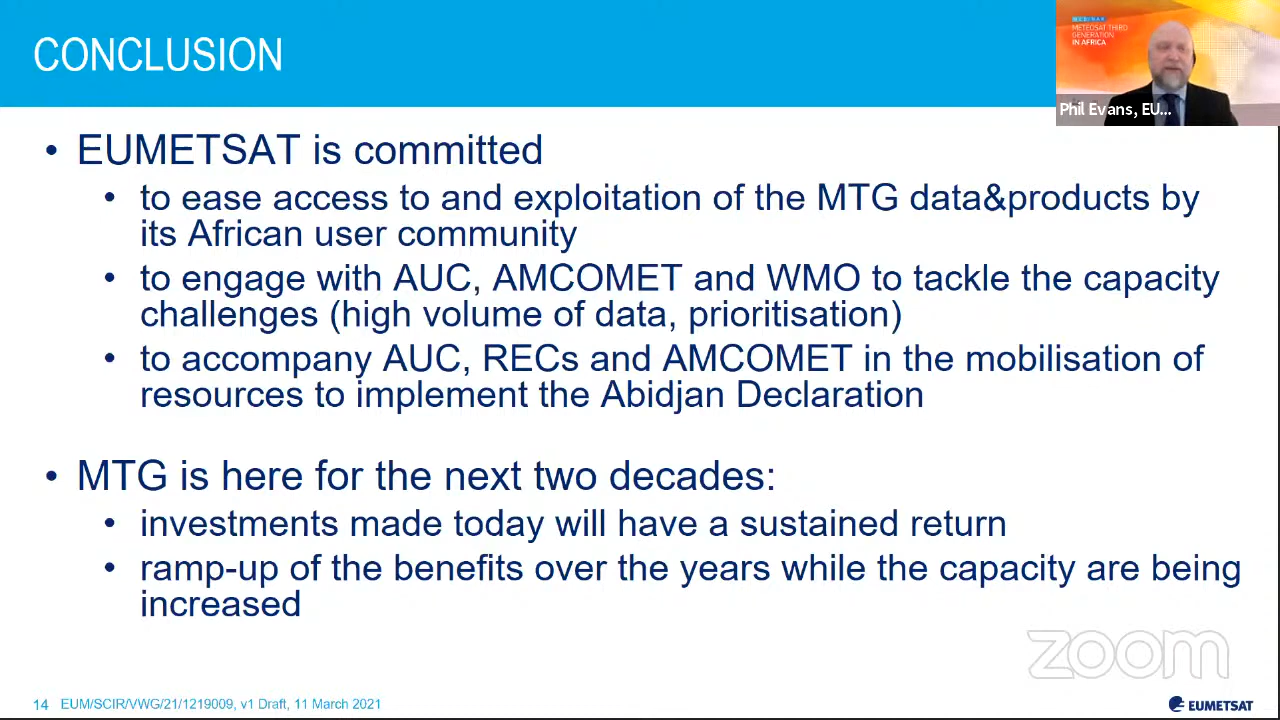 CONCLUSION
WEBINAR
METEOSAT THIRD
GENERATION
IN AFRICA
Phil Evans, EU...
• EUMETSAT is committed
• to ease access to and exploitation of the MTG data&products by
its African user community
• to engage with AUC, AMCOMET and WMO to tackle the capacity
challenges (high volume of data, prioritisation)
• to accompany AUC, RECs and AMCOMET in the mobilisation of
resources to implement the Abidjan Declaration
• MTG is here for the next two decades:
• investments made today will have a sustained return
• ramp-up of the benefits over the years while the capacity are being
increased
zoom
14 EUM/SCIR/VWG/21/1219009, v1 Draft, 11 March 2021
EUMETSAT